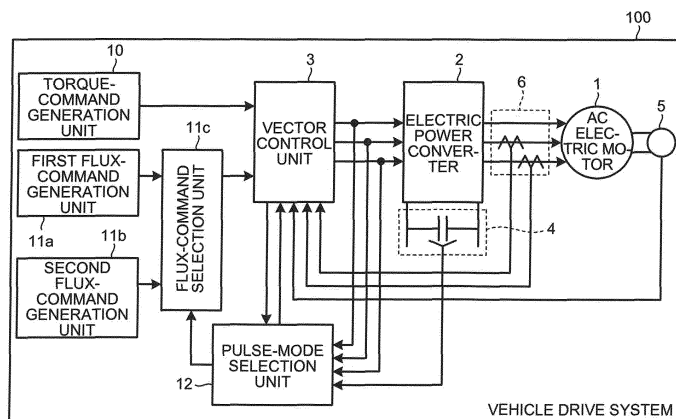 100
10
TORQUE-
COMMAND
GENERATION
UNIT
3
VECTOR
CONTROL
UNIT
2
ELECTRIC
POWER
CONVER-
TER
6
1
AC
ELEC-
TRIC MO-
TOR
5
FIRST FLUX-
COMMAND
GENERATION
UNIT
11a
11c
FLUX-COMMAND
SELECTION UNIT
11b
SECOND
FLUX-
COMMAND
GENERATION
UNIT
4
PULSE-MODE
SELECTION
UNIT
12
VEHICLE DRIVE SYSTEM